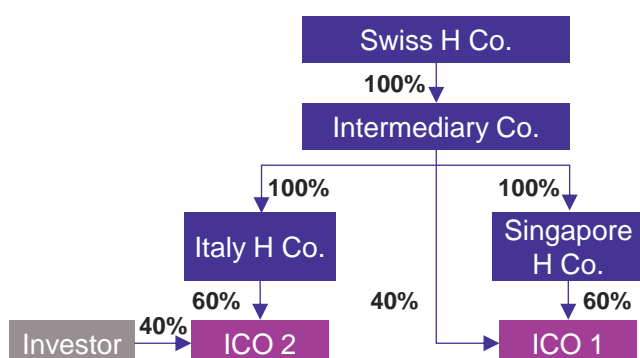 Swiss H Co.
100%
Intermediary Co.
100%
100%
Italy H Co.
Singapore
H Co.
60%
40%
60%
40%
Investor
ICO 2
ICO 1